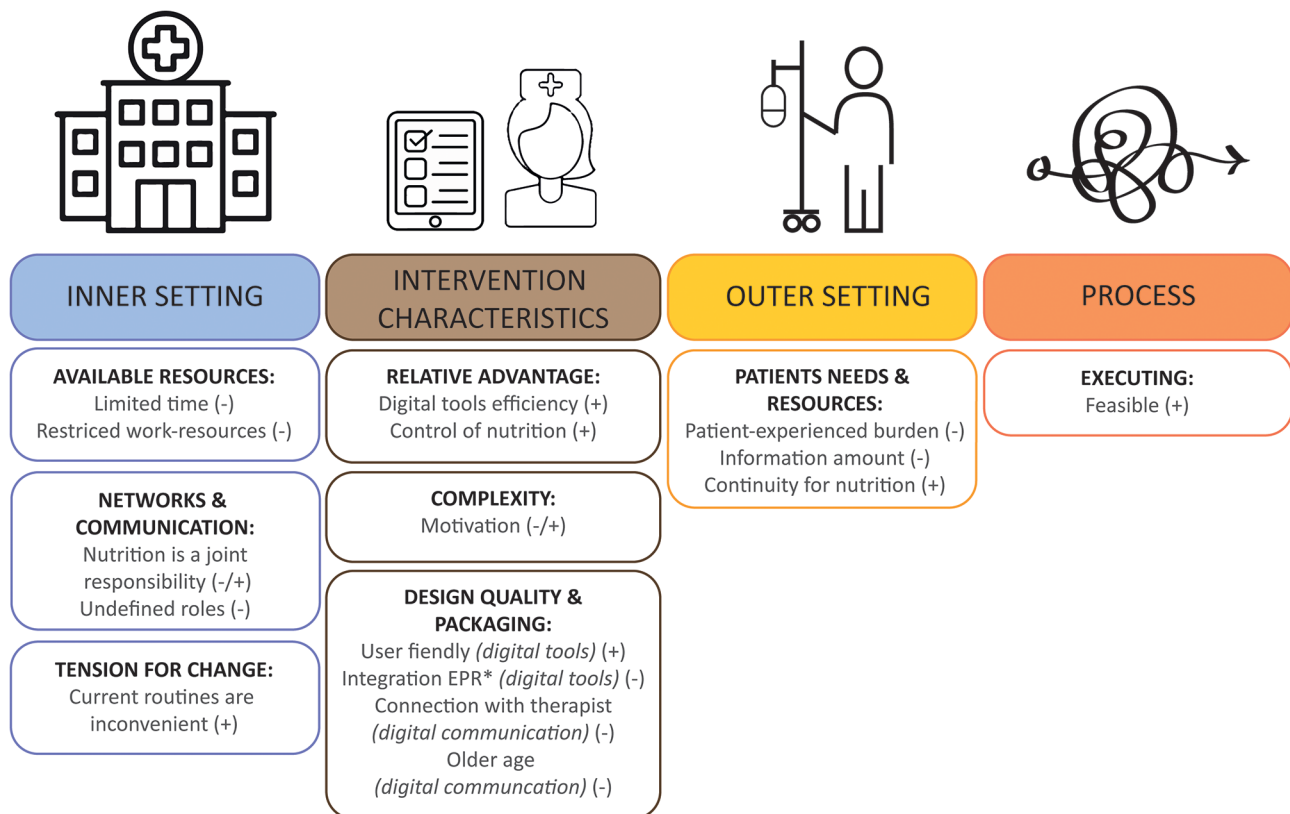 INNER SETTING
AVAILABLE RESOURCES:
Limited time (-)
Restriced work-resources (-)
NETWORKS &
COMMUNICATION:
Nutrition is a joint
responsibility (-/+)
Undefined roles (-)
TENSION FOR CHANGE:
Current routines are
inconvenient (+)
INTERVENTION
CHARACTERISTICS
RELATIVE ADVANTAGE:
Digital tools efficiency (+)
Control of nutrition (+)
COMPLEXITY:
Motivation (-/+)
DESIGN QUALITY &
PACKAGING:
User fiendly (digital tools) (+)
Integration EPR* (digital tools) (-)
Connection with therapist
(digital communication) (-)
Older age
(digital communcation) (-)
OUTER SETTING
PATIENTS NEEDS &
RESOURCES:
Patient-experienced burden (-)
Information amount (-)
Continuity for nutrition (+)
PROCESS
EXECUTING:
Feasible (+)